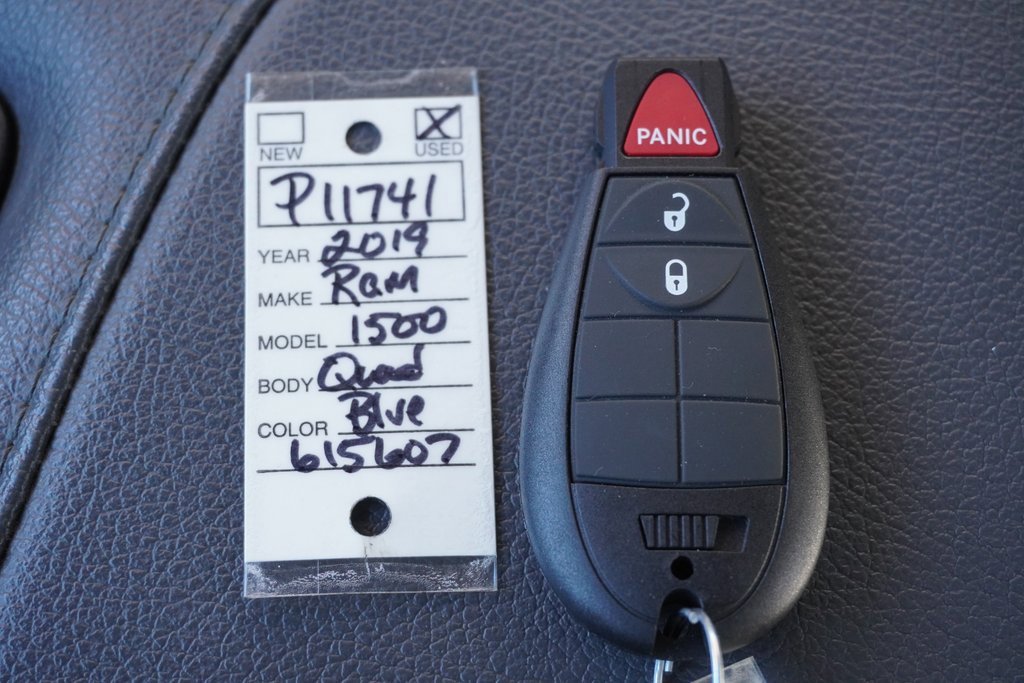 NEW USED
P11741
YEAR 2019
MAKE Ram
MODEL 1500
BODY Quad
COLOR Blue
615607
PANIC